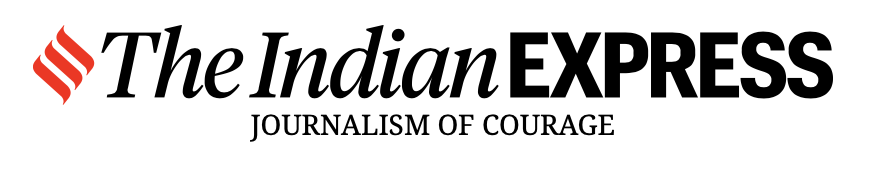 The Indian EXPRESS
JOURNALISM OF COURAGE